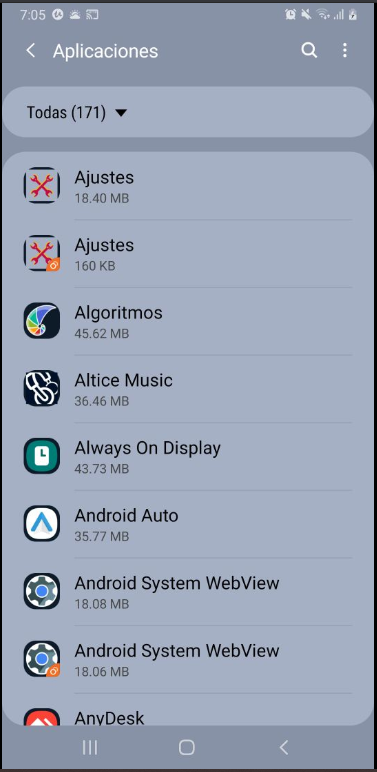 7:05
Aplicaciones
Todas (171)
Ajustes
18.40 MB
Ajustes
160 KB
Algoritmos
45.62 MB
Altice Music
36.46 MB
Always On Display
43.73 MB
Android Auto
35.77 MB
Android System WebView
18.08 MB
Android System WebView
18.06 MB
AnyDesk